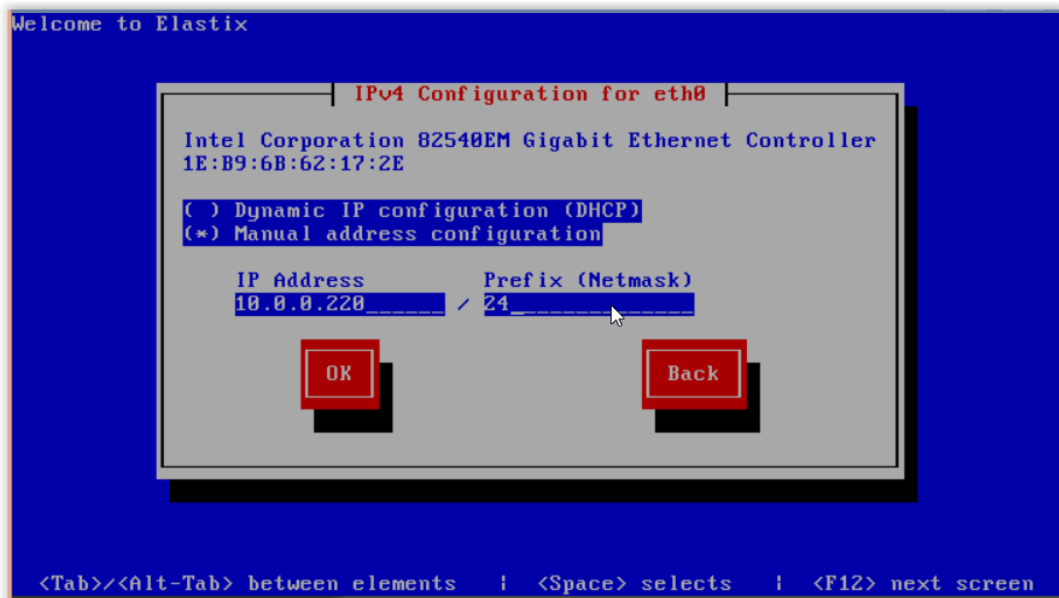 Welcome to Elastix
IPv4 Configuration for eth0
Intel Corporation 82540EM Gigabit Ethernet Controller
1E:B9:6B:62:17:2E
( ) Dynamic IP configuration (DHCP)
(*) Manual address configuration
IP Address Prefix (Netmask)
10.0.0.220______ / 24______________
OK Back
<Tab>/<Alt-Tab> between elements | <Space> selects | <F12> next screen